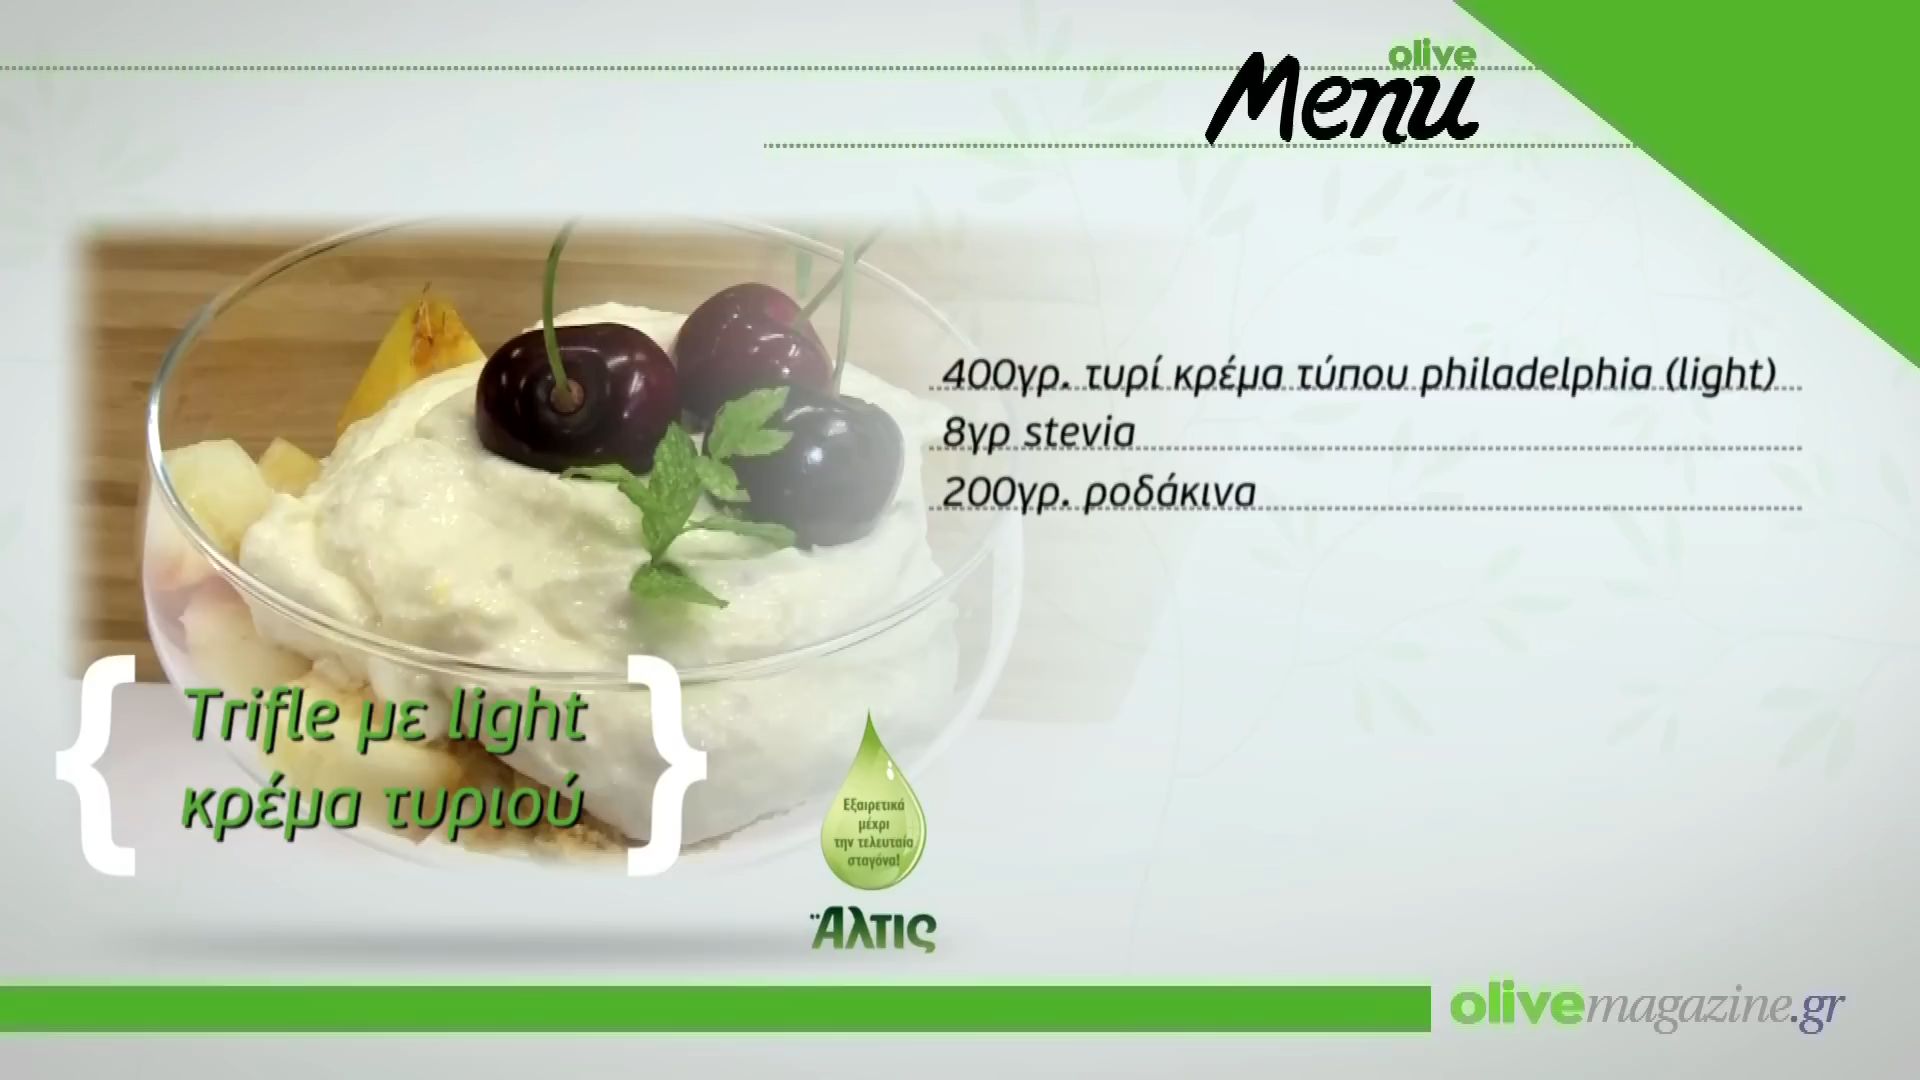 olive
Menu
400γρ. τυρί κρέμα τύπου philadelphia (light)
8γρ stevia
200γρ. ροδάκινα
Trifle με light
κρέμα τυριού
Εξαιρετικά
μέχρι
την τελευταία
σταγόνα!
Άλτις
olivemagazine.gr